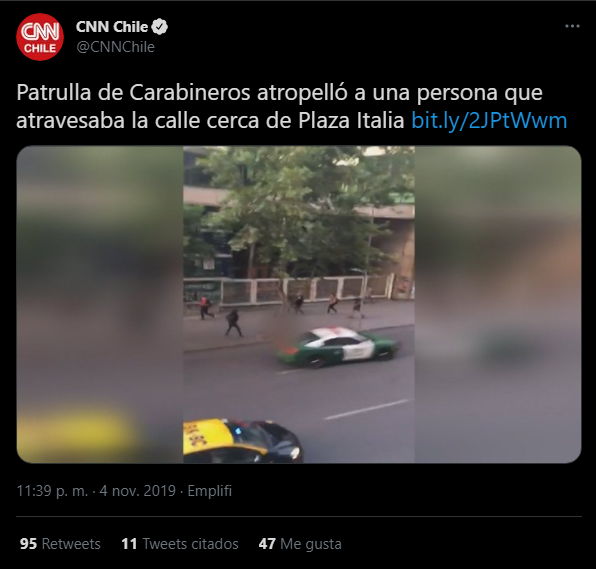 CNN CHILE
CNN Chile
@CNNChile
Patrulla de Carabineros atropelló a una persona que
atravesaba la calle cerca de Plaza Italia bit.ly/2JPtWwm
11:39 p. m. · 4 nov. 2019 · Emplifi
95 Retweets 11 Tweets citados 47 Me gusta